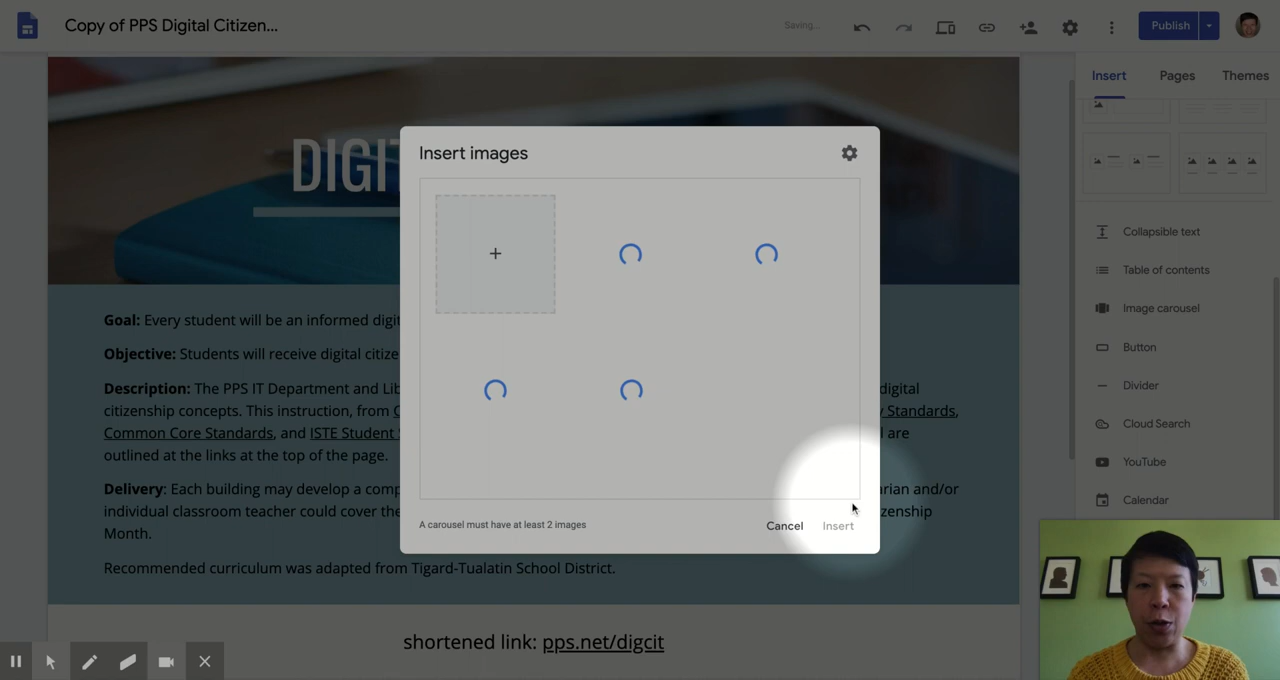 Copy of PPS Digital Citizen...
Saving...
Publish
Insert
Pages
Themes
DIGIT
Insert images
+
A carousel must have at least 2 images
Cancel
Insert
Goal: Every student will be an informed digit
Objective: Students will receive digital citize
Description: The PPS IT Department and Lib
digital
citizenship concepts. This instruction, from C
y Standards,
Common Core Standards, and ISTE Student S
d are
outlined at the links at the top of the page.
Delivery: Each building may develop a comp
arian and/or
individual classroom teacher could cover the
zenship
Month.
Recommended curriculum was adapted from Tigard-Tualatin School District.
shortened link: pps.net/digcit
Collapsible text
Table of contents
Image carousel
Button
Divider
Cloud Search
YouTube
Calendar